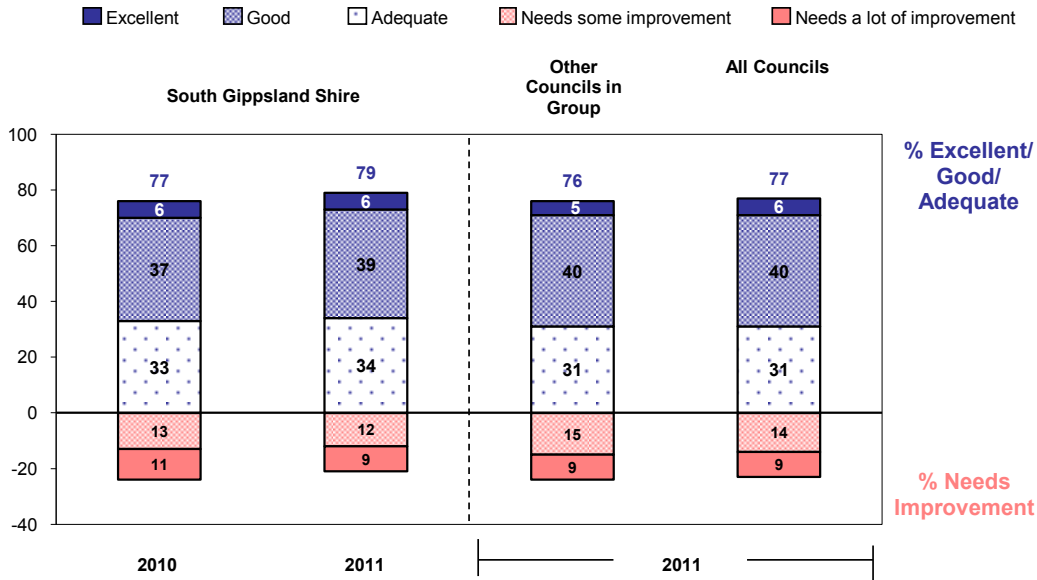 Excellent Good Adequate Needs some improvement Needs a lot of improvement
South Gippsland Shire
Other
Councils in
Group
All Councils
100
80
60
40
20
0
-20
-40
77
6
37
33
13
11
79
6
39
34
12
9
76
5
40
31
15
9
77
6
40
31
14
9
% Excellent/
Good/
Adequate
% Needs
Improvement
2010 2011 2011